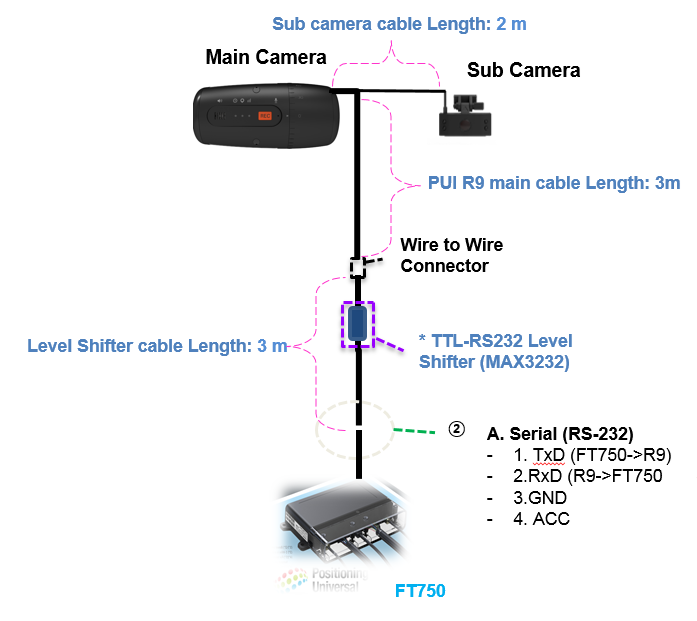 Sub camera cable Length: 2 m
Main Camera
Sub Camera
REC
PUI R9 main cable Length: 3m
Wire to Wire
Connector
Level Shifter cable Length: 3 m
* TTL-RS232 Level
Shifter (MAX3232)
②
A. Serial (RS-232)
- 1. TxD (FT750->R9)
- 2.RxD (R9->FT750
- 3.GND
- 4. ACC
Positioning
Universal
FT750